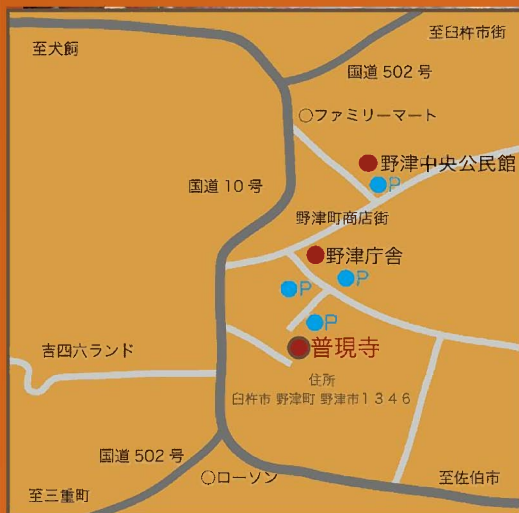 至臼杵市街
至犬飼
国道 502 号
○ファミリーマート
野津中央公民館
P
国道 10 号
野津町商店街
野津庁舎
P
P
P
普現寺
吉四六ランド
住所
臼杵市 野津町 野津市1346
国道 502 号
○ローソン
至佐伯市
至三重町